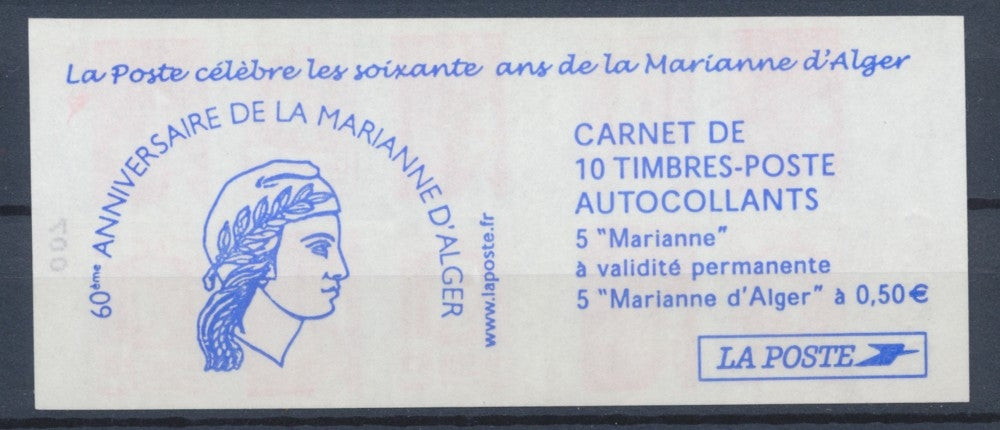 La Poste célèbre les soixante ans de la Marianne d'Alger
60ème ANNIVERSAIRE DE LA MARIANNE D'ALGER
www.laposte.fr
CARNET DE
10 TIMBRES-POSTE
AUTOCOLLANTS
5 "Marianne"
à validité permanente
5 "Marianne d'Alger" à 0,50€
LA POSTE